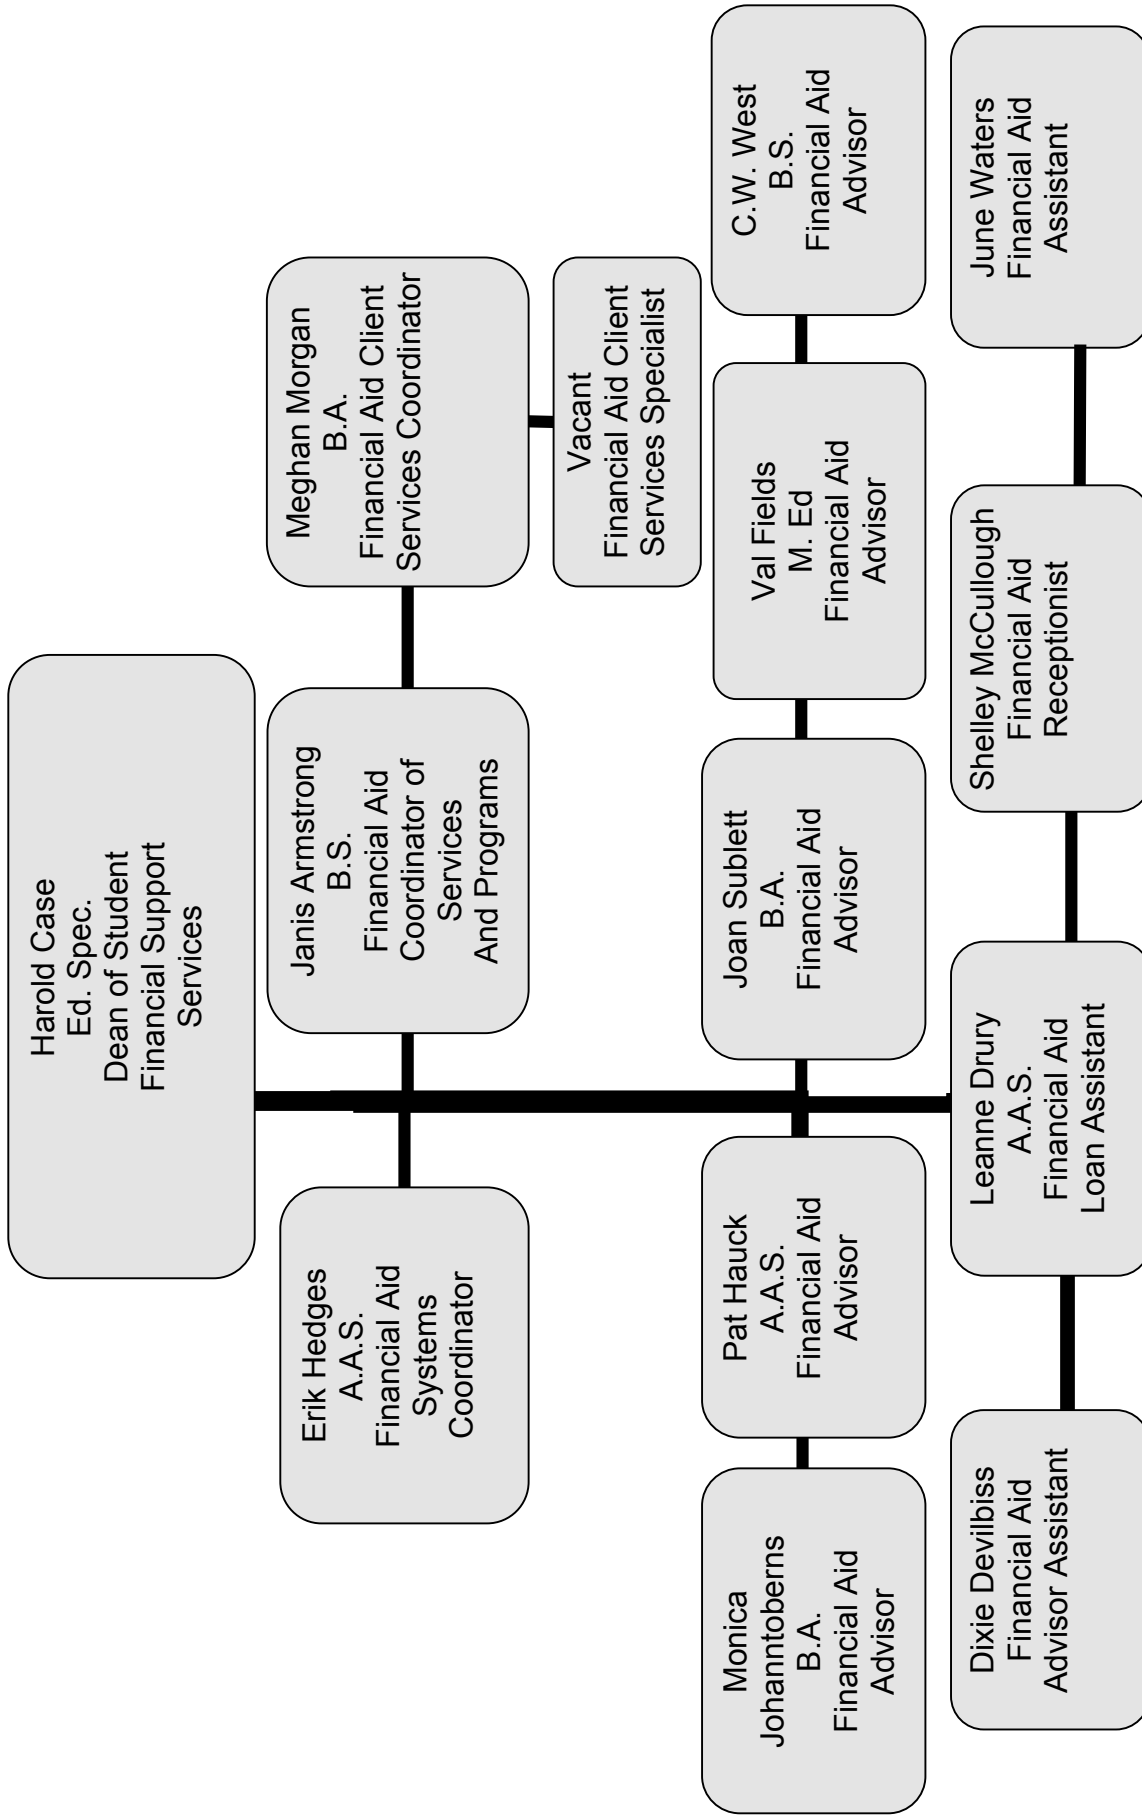 Harold Case
Ed. Spec.
Dean of Student
Financial Support
Services
Erik Hedges
A.A.S.
Financial Aid
Systems
Coordinator
Janis Armstrong
B.S.
Financial Aid
Coordinator of
Services
And Programs
Meghan Morgan
B.A.
Financial Aid Client
Services Coordinator
Vacant
Financial Aid Client
Services Specialist
Monica
Johanntoberns
B.A.
Financial Aid
Advisor
Pat Hauck
A.A.S.
Financial Aid
Advisor
Joan Sublett
B.A.
Financial Aid
Advisor
Val Fields
M. Ed
Financial Aid
Advisor
C.W. West
B.S.
Financial Aid
Advisor
Dixie Devilbiss
Financial Aid
Advisor Assistant
Leanne Drury
A.A.S.
Financial Aid
Loan Assistant
Shelley McCullough
Financial Aid
Receptionist
June Waters
Financial Aid
Assistant